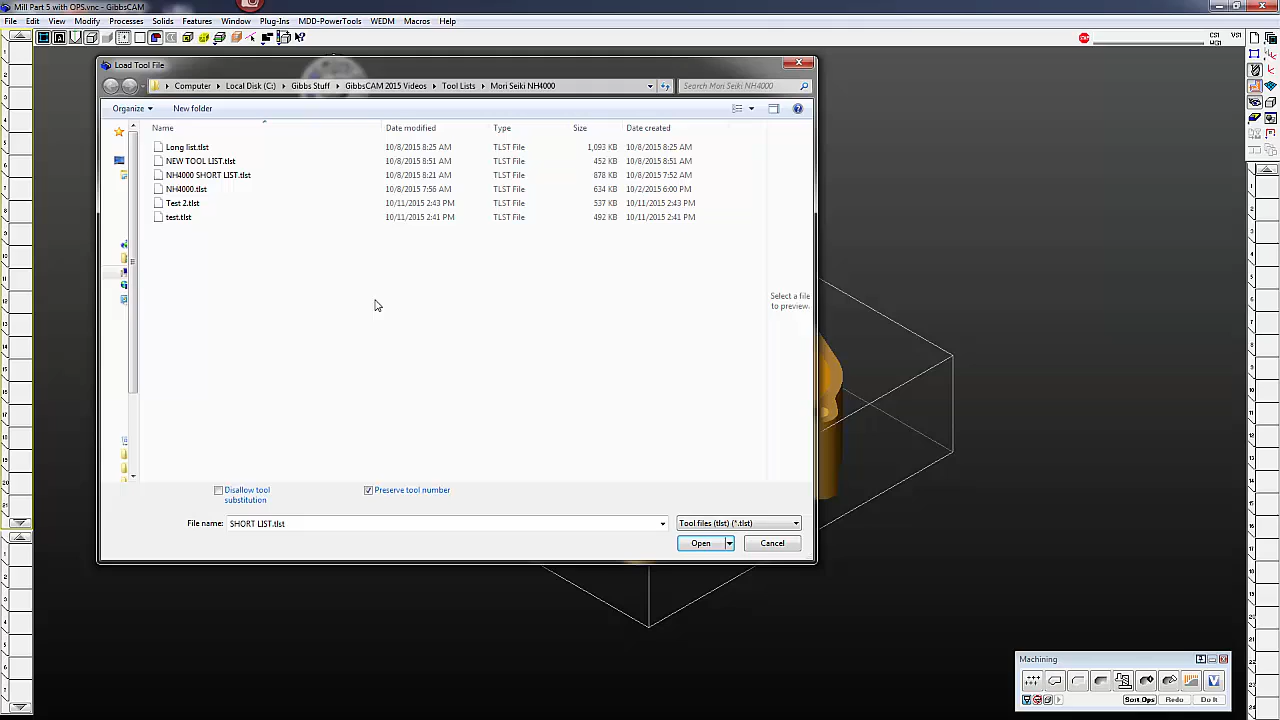 Mill Part 5 with OPS.vnc - GibbsCAM
File Edit View Modify Processes Solids Features Window Plug-Ins MDD-PowerTools WEDM Macros Help
Load Tool File
Computer Local Disk (C:) Gibbs Stuff GibbsCAM 2015 Videos Tool Lists Mori Seiki NH4000 Search Mori Seiki NH4000
Organize New folder
Name Date modified Type Size Date created
Long list.tlst 10/8/2015 8:25 AM TLST File 1,093 KB 10/8/2015 8:25 AM
NEW TOOL LIST.tlst 10/8/2015 8:51 AM TLST File 452 KB 10/8/2015 8:51 AM
NH4000 SHORT LIST.tlst 10/8/2015 8:21 AM TLST File 878 KB 10/8/2015 7:52 AM
NH4000.tlst 10/8/2015 7:56 AM TLST File 634 KB 10/2/2015 6:00 PM
Test 2.tlst 10/11/2015 2:43 PM TLST File 537 KB 10/11/2015 2:43 PM
test.tlst 10/11/2015 2:41 PM TLST File 492 KB 10/11/2015 2:41 PM
Select a file
to preview.
Disallow tool
substitution
Preserve tool number
File name: SHORT LIST.tlst Tool files (tlst) (*.tlst)
Open Cancel
Machining
Sort Ops Redo Do It